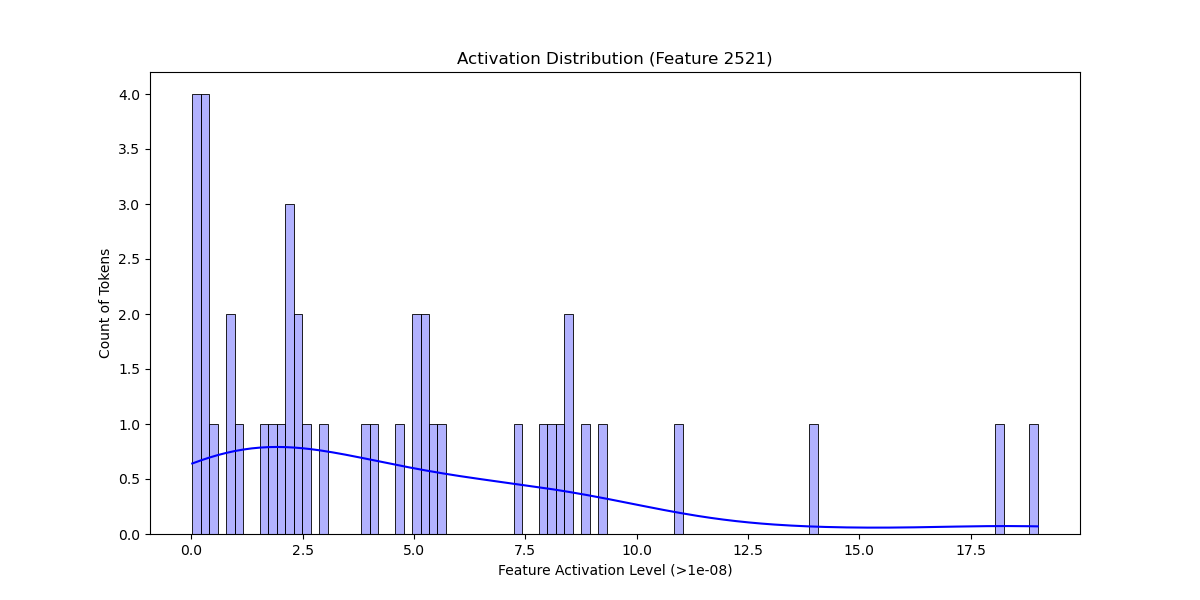 Activation Distribution (Feature 2521)
4.0
3.5
3.0
2.5
2.0
1.5
1.0
0.5
0.0
Count of Tokens
0.0 2.5 5.0 7.5 10.0 12.5 15.0 17.5
Feature Activation Level (>1e-08)